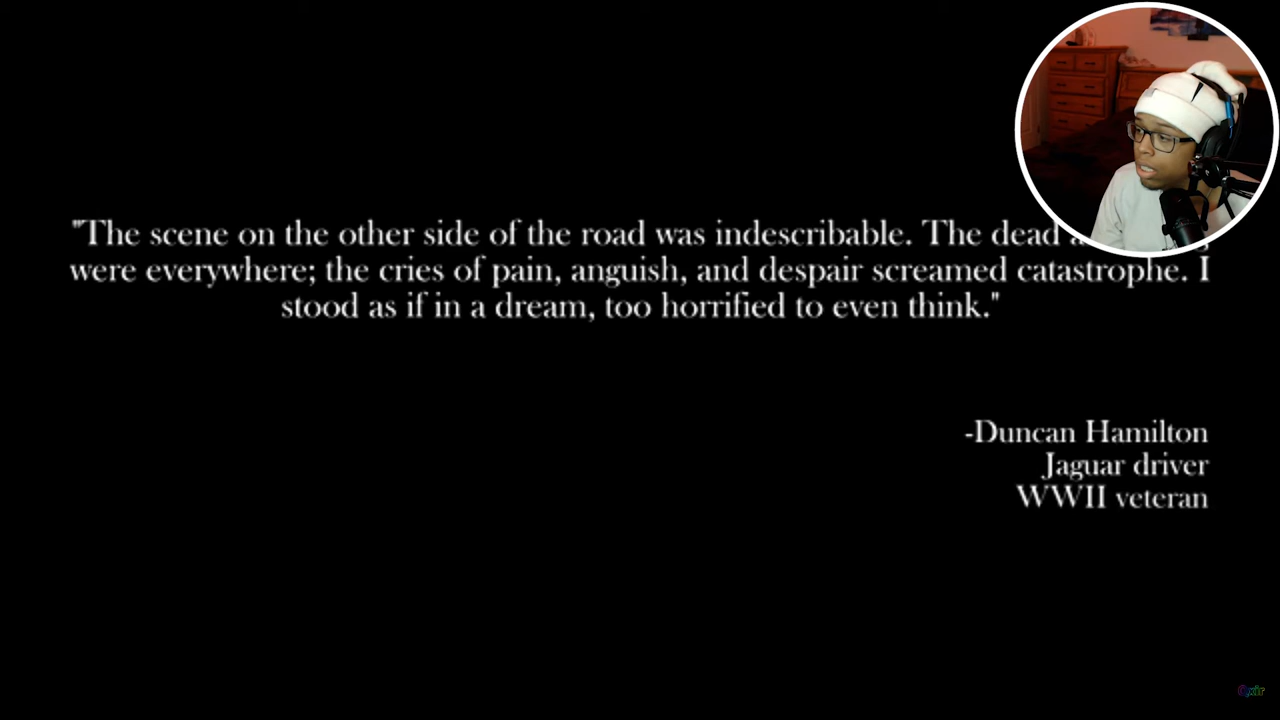 "The scene on the other side of the road was indescribable. The dead
were everywhere; the cries of pain, anguish, and despair screamed catastrophe. I
stood as if in a dream, too horrified to even think."
-Duncan Hamilton
Jaguar driver
WWII veteran